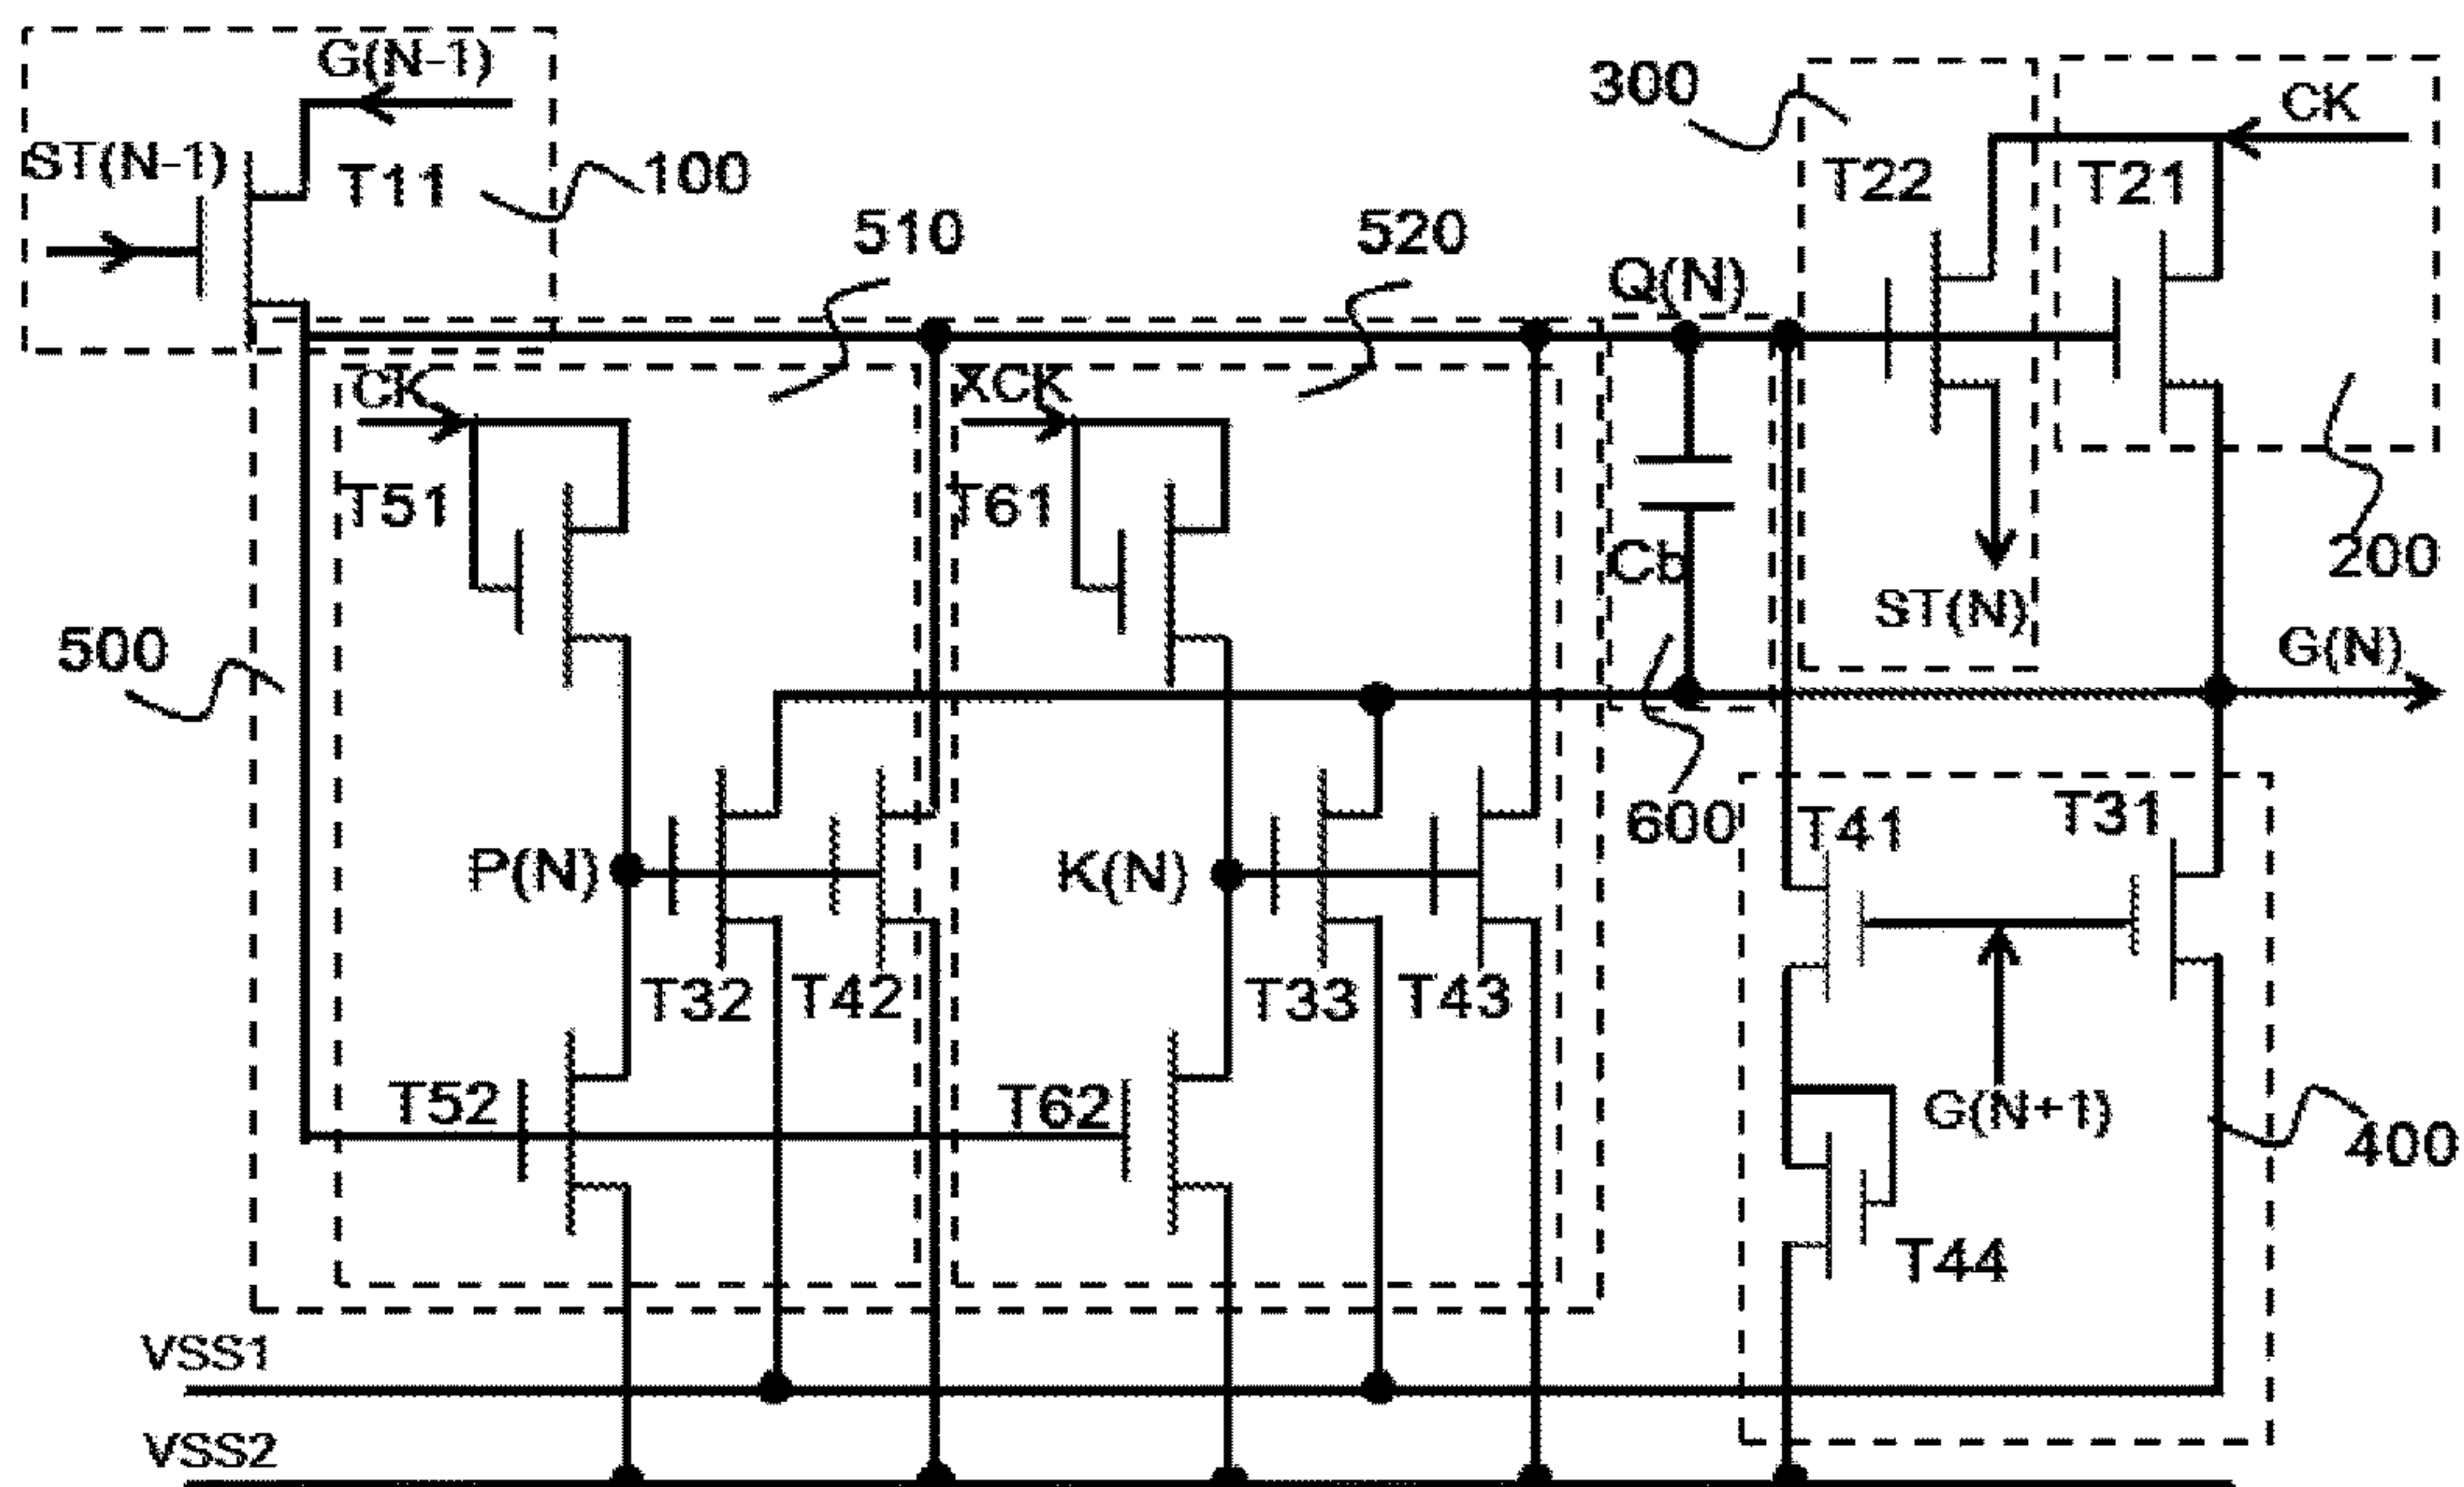 G(N-1)
ST(N-1)
T11
100
300
CK
T22
T21
510
520
Q(N)
CK
XCK
T51
T61
Cb
200
ST(N)
500
G(N)
600
T41
T31
P(N)
K(N)
T32
T42
T33
T43
T52
T62
G(N+1)
400
T44
VSS1
VSS2